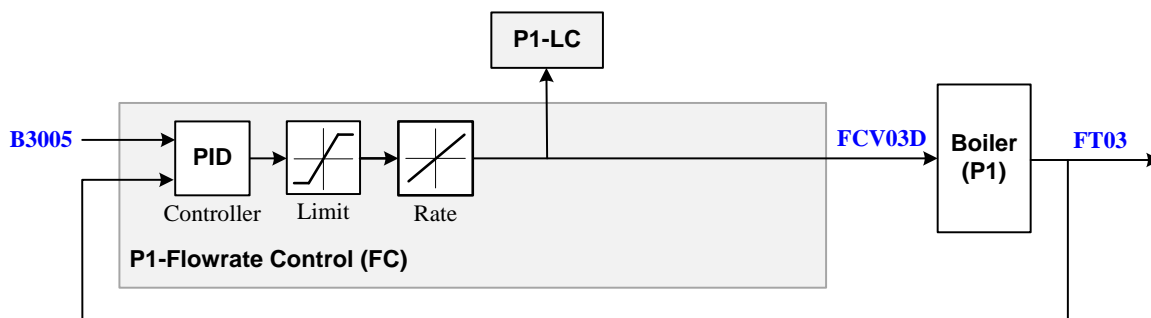 P1-LC
B3005
PID
FCV03D
Boiler
(P1)
FT03
Controller
Limit
Rate
P1-Flowrate Control (FC)